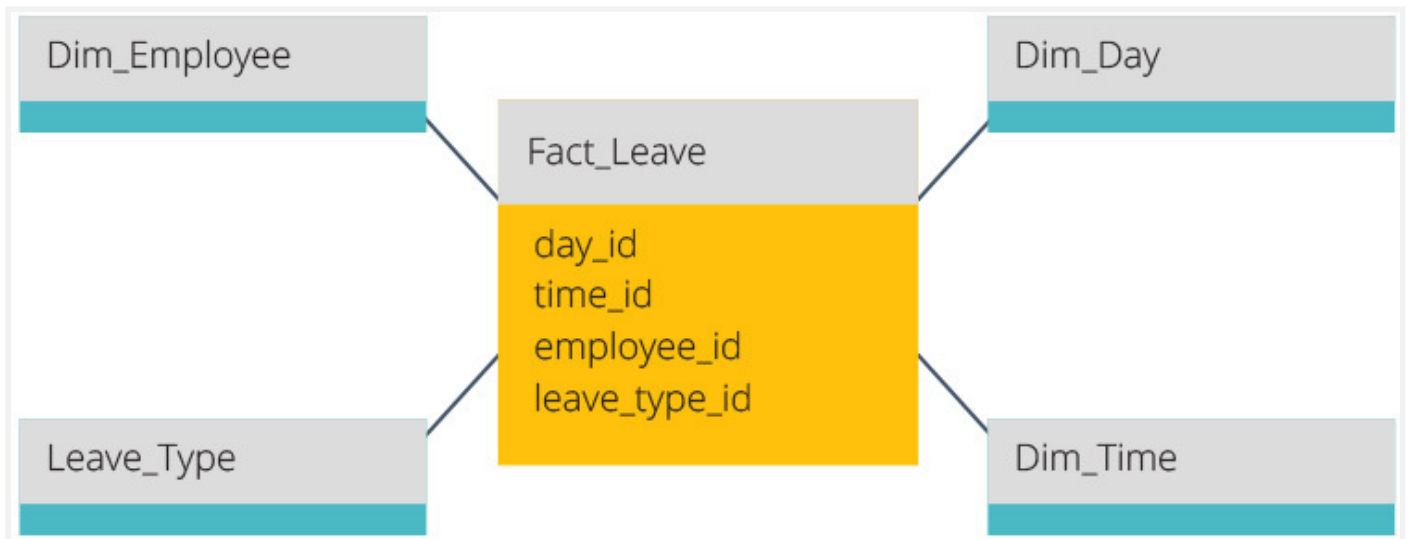 Dim_Employee
Dim_Day
Fact_Leave
day_id
time_id
employee_id
leave_type_id
Leave_Type
Dim_Time